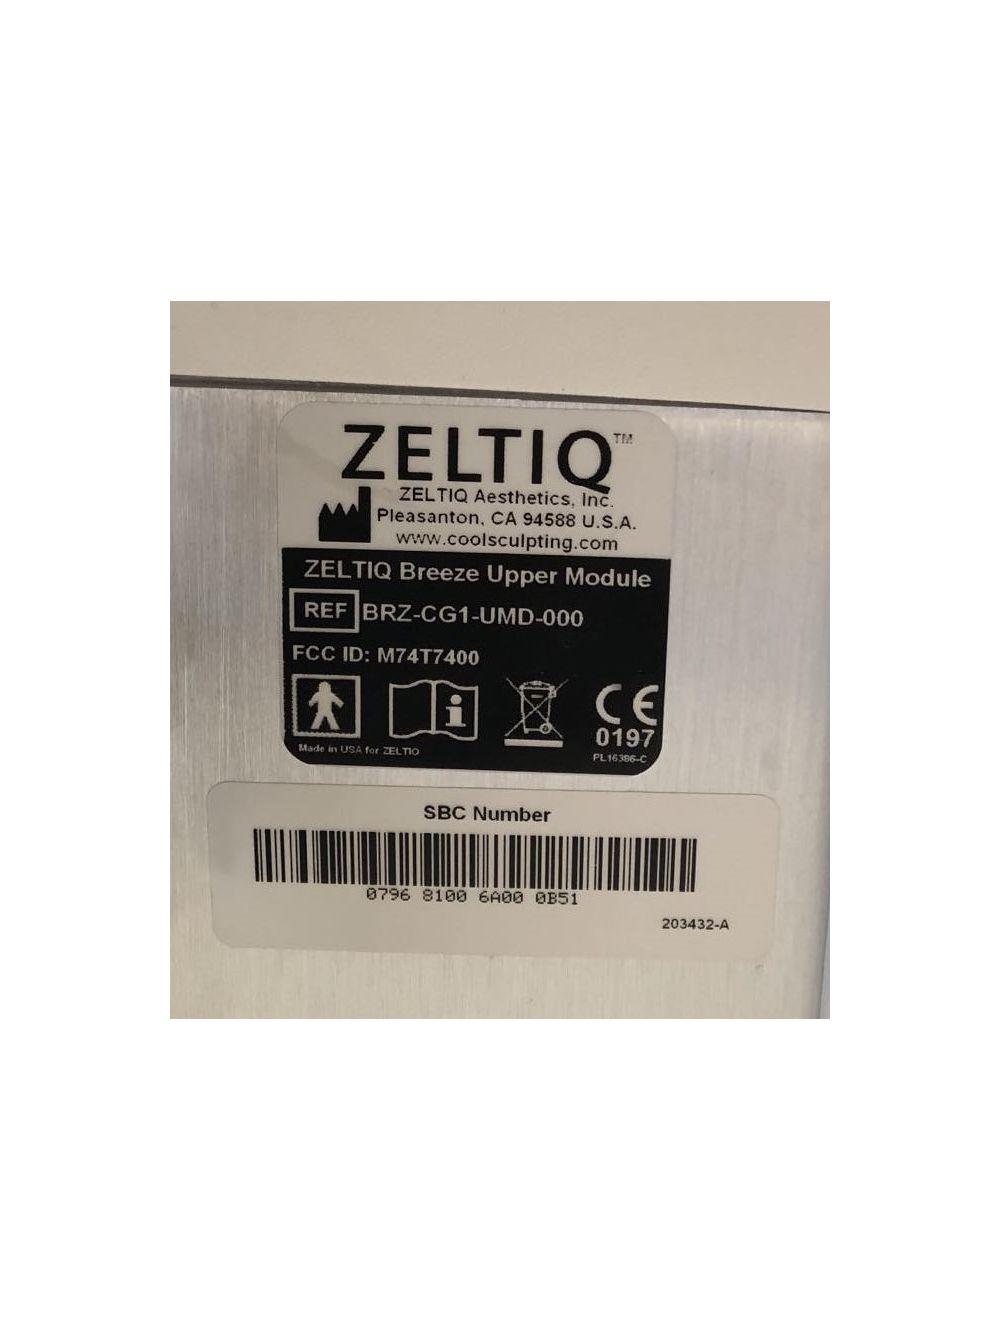 ZELTIQ™
ZELTIQ Aesthetics, Inc.
Pleasanton, CA 94588 U.S.A.
www.coolsculpting.com
ZELTIQ Breeze Upper Module
REF BRZ-CG1-UMD-000
FCC ID: M74T7400
CE
0197
Made in USA for ZELTIQ
PL16386-C
SBC Number
0796 8100 6A00 0B51
203432-A